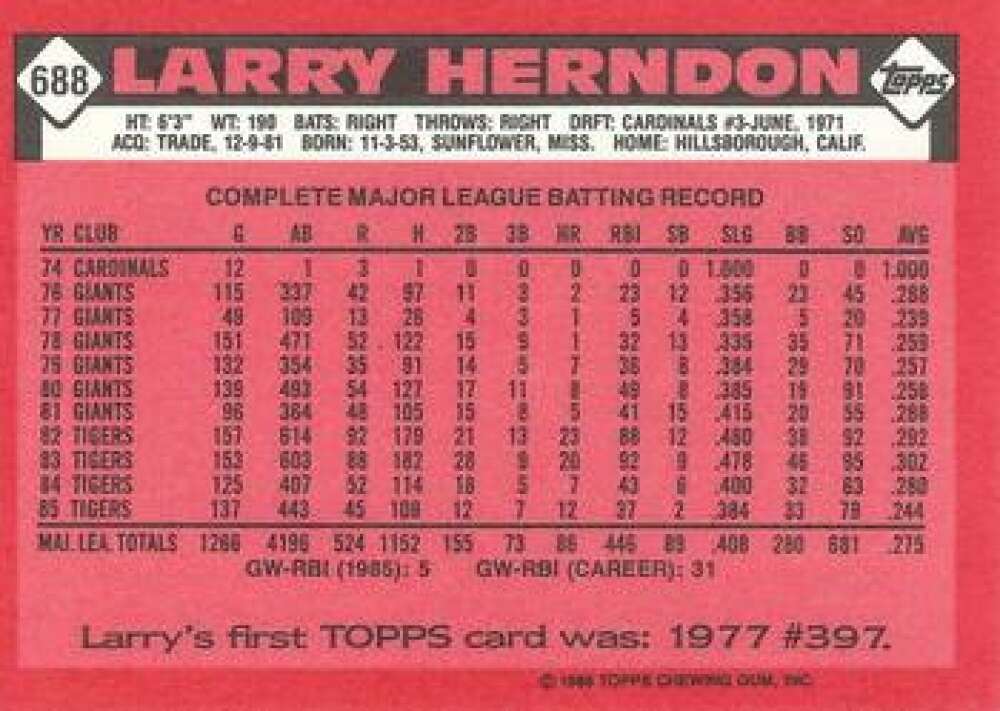 688 LARRY HERNDON TOPPS
HT: 6'3" WT: 190 BATS: RIGHT THROWS: RIGHT DRFT: CARDINALS #3-JUNE, 1971
ACQ: TRADE, 12-9-81 BORN: 11-3-53, SUNFLOWER, MISS. HOME: HILLSBOROUGH, CALIF.
COMPLETE MAJOR LEAGUE BATTING RECORD
YR CLUB G AB R H 2B 3B HR RBI SB SLG BB SO AVG
74 CARDINALS 12 1 3 1 0 0 0 0 0 1.000 0 0 1.000
76 GIANTS 115 337 42 97 11 3 2 23 12 .356 23 45 .288
77 GIANTS 49 109 13 26 4 3 1 5 4 .358 5 20 .239
78 GIANTS 151 471 52 122 15 9 1 32 13 .335 35 71 .259
79 GIANTS 132 354 35 91 14 5 7 36 8 .384 29 70 .257
80 GIANTS 139 493 54 127 17 11 8 49 8 .385 19 91 .258
81 GIANTS 96 364 48 105 15 8 5 41 15 .415 20 55 .288
82 TIGERS 157 614 92 179 21 13 23 88 12 .480 38 92 .292
83 TIGERS 153 603 88 182 28 9 20 92 9 .478 46 95 .302
84 TIGERS 125 407 52 114 18 5 7 43 6 .400 32 63 .280
85 TIGERS 137 443 45 108 12 7 12 37 2 .384 33 79 .244
MAJ. LEA. TOTALS 1266 4196 524 1152 155 73 86 446 89 .408 280 681 .275
GW-RBI (1985): 5 GW-RBI (CAREER): 31
Larry's first TOPPS card was: 1977 #397.
© 1986 TOPPS CHEWING GUM, INC.